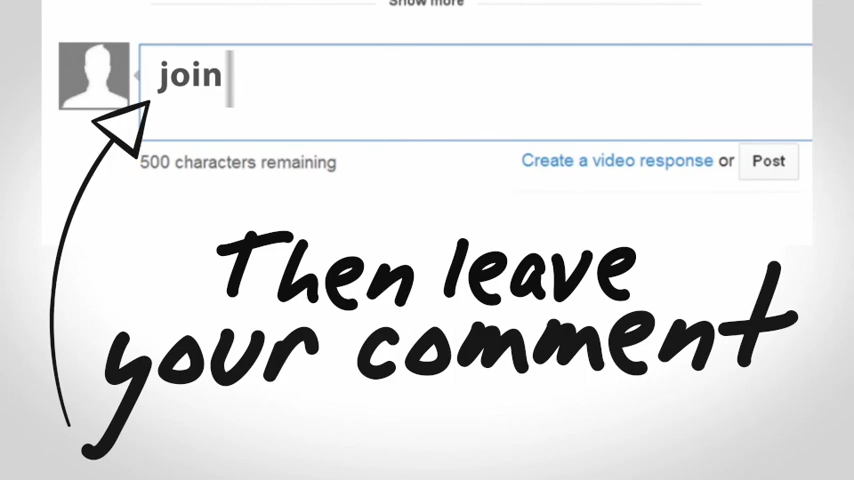 Show more
join
500 characters remaining
Create a video response or Post
Then leave
your comment